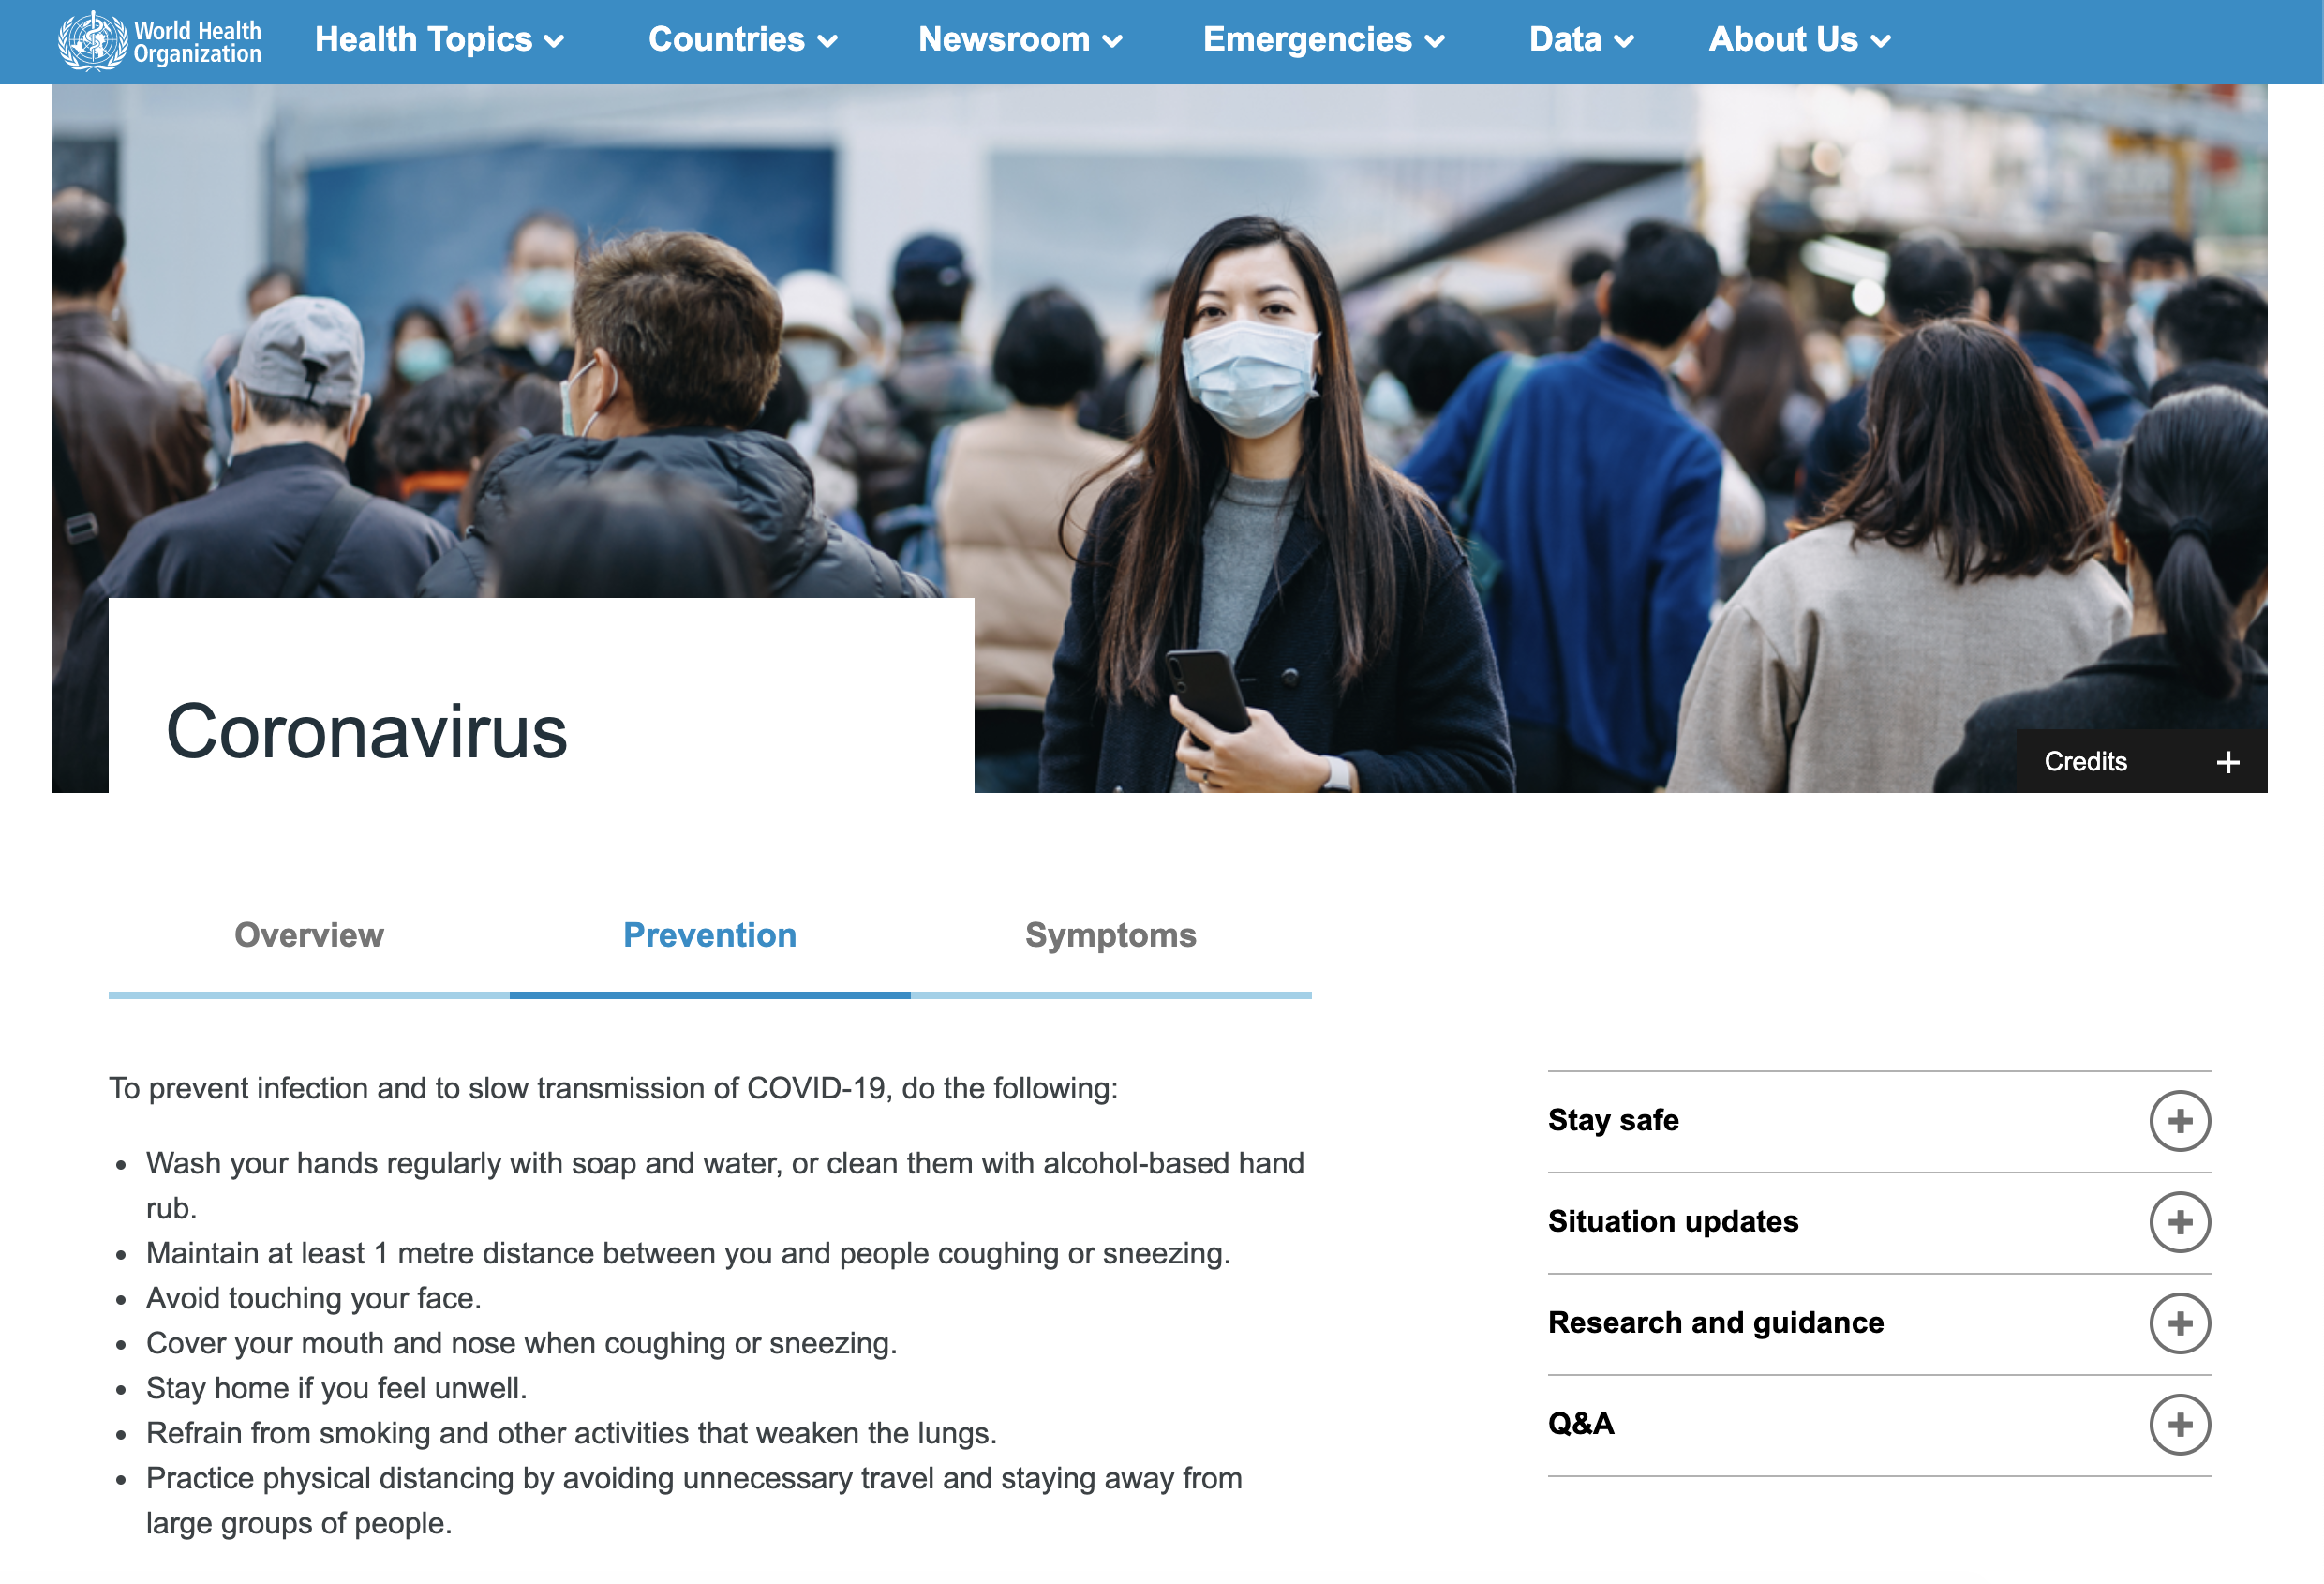 World Health
Organization
Health Topics
Countries
Newsroom
Emergencies
Data
About Us
Coronavirus
Credits
Overview
Prevention
Symptoms
To prevent infection and to slow transmission of COVID-19, do the following:
Wash your hands regularly with soap and water, or clean them with alcohol-based hand
rub.
Maintain at least 1 metre distance between you and people coughing or sneezing.
Avoid touching your face.
Cover your mouth and nose when coughing or sneezing.
Stay home if you feel unwell.
Refrain from smoking and other activities that weaken the lungs.
Practice physical distancing by avoiding unnecessary travel and staying away from
large groups of people.
Stay safe
Situation updates
Research and guidance
Q&A